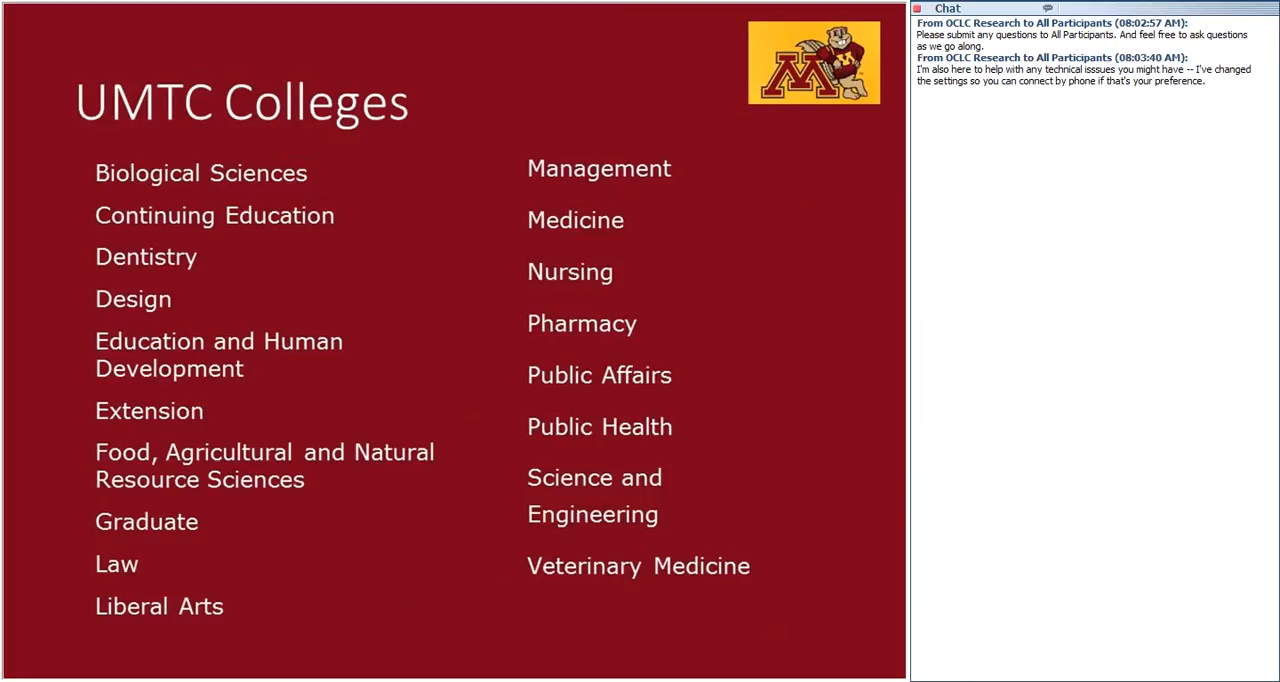 UMTC Colleges
Biological Sciences
Continuing Education
Dentistry
Design
Education and Human
Development
Extension
Food, Agricultural and Natural
Resource Sciences
Graduate
Law
Liberal Arts
Management
Medicine
Nursing
Pharmacy
Public Affairs
Public Health
Science and
Engineering
Veterinary Medicine
M
Chat
From OCLC Research to All Participants (08:02:57 AM):
Please submit any questions to All Participants. And feel free to ask questions
as we go along.
From OCLC Research to All Participants (08:03:40 AM):
I'm also here to help with any technical isssues you might have -- I've changed
the settings so you can connect by phone if that's your preference.